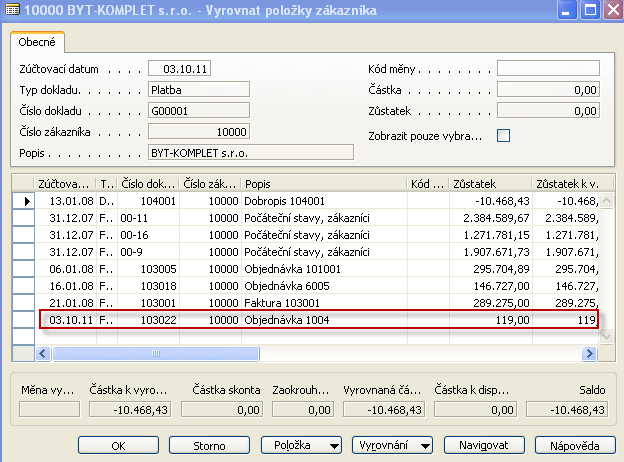 10000 BYT-KOMPLET s.r.o. - Vyrovnat položky zákazníka
Obecné
Zúčtovací datum . . . . 03.10.11 Kód měny . . . . . . . .
Typ dokladu. . . . . . . Platba Částka . . . . . . . . . . 0,00
Číslo dokladu . . . . . . G00001 Zůstatek . . . . . . . . . 0,00
Číslo zákazníka . . . . . 10000 Zobrazit pouze vybra...
Popis . . . . . . . . . . . BYT-KOMPLET s.r.o.
Zúčtova... T.. Číslo dok... Číslo zák... Popis Kód ... Zůstatek Zůstatek k v.
13.01.08 D.. 104001 10000 Dobropis 104001 -10.468,43 -10.468,
31.12.07 F.. 00-11 10000 Počáteční stavy, zákazníci 2.384.589,67 2.384.589,
31.12.07 F.. 00-16 10000 Počáteční stavy, zákazníci 1.271.781,15 1.271.781,
31.12.07 F.. 00-9 10000 Počáteční stavy, zákazníci 1.907.671,73 1.907.671,
06.01.08 F.. 103005 10000 Objednávka 101001 295.704,89 295.704,
16.01.08 F.. 103018 10000 Objednávka 6005 146.727,00 146.727,
21.01.08 F.. 103001 10000 Faktura 103001 289.275,00 289.275,
03.10.11 F.. 103022 10000 Objednávka 1004 119,00 119
Měna vy... Částka k vyro... Částka skonta Zaokrouh... Vyrovnaná čá... Částka k disp... Saldo
-10.468,43 0,00 0,00 -10.468,43 0,00 -10.468,43
OK Storno Položka Vyrovnání Navigovat Nápověda